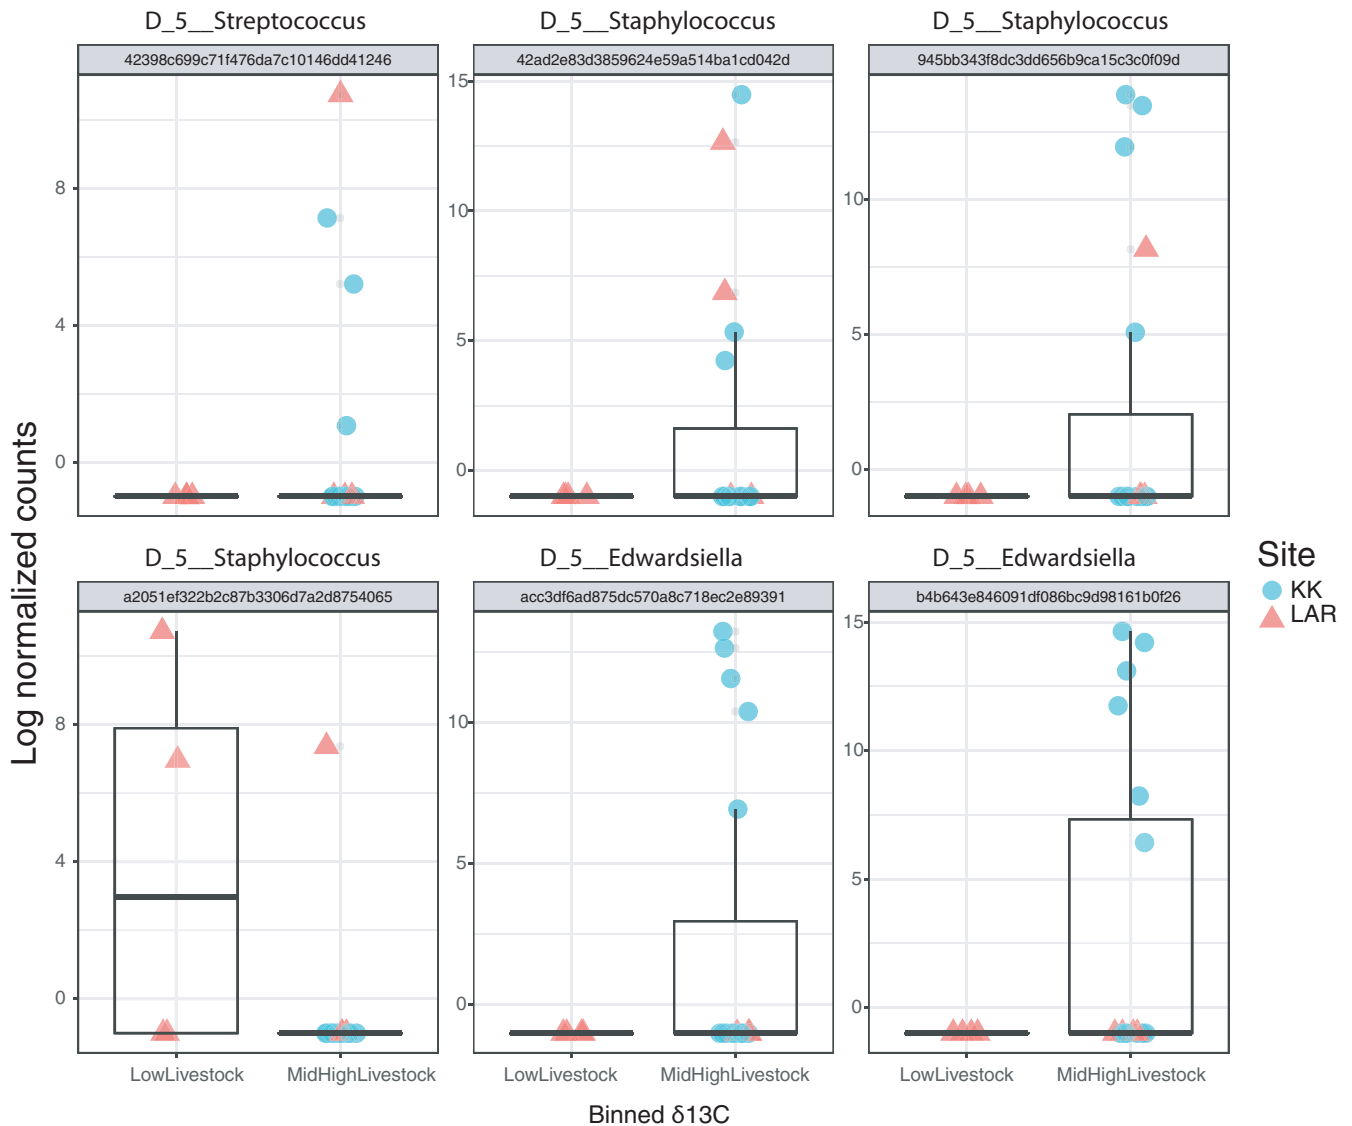 D_5__Streptococcus
D_5__Staphylococcus
D_5__Staphylococcus
42398c699c71f476da7c10146dd41246
42ad2e83d3859624e59a514ba1cd042d
945bb343f8dc3dd656b9ca15c3c0f09d
8
4
0
15
10
5
0
10
5
0
Log normalized counts
D_5__Staphylococcus
D_5__Edwardsiella
D_5__Edwardsiella
a2051ef322b2c87b3306d7a2d8754065
acc3df6ad875dc570a8c718ec2e89391
b4b643e846091df086bc9d98161b0f26
8
4
0
10
5
0
15
10
5
0
Site
KK
LAR
LowLivestock
MidHighLivestock
LowLivestock
MidHighLivestock
LowLivestock
MidHighLivestock
Binned δ13C